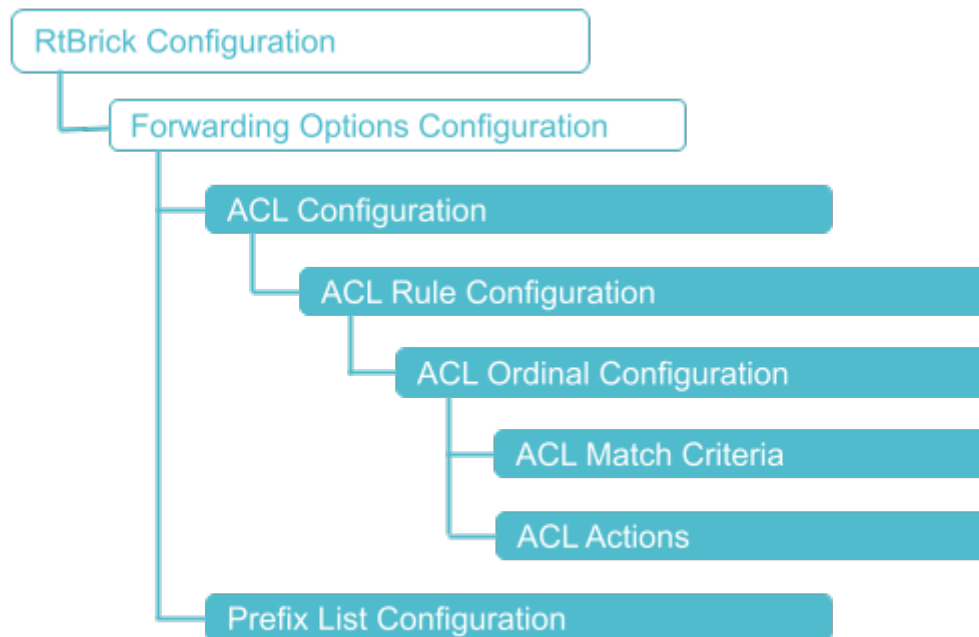 RtBrick Configuration
Forwarding Options Configuration
ACL Configuration
ACL Rule Configuration
ACL Ordinal Configuration
ACL Match Criteria
ACL Actions
Prefix List Configuration